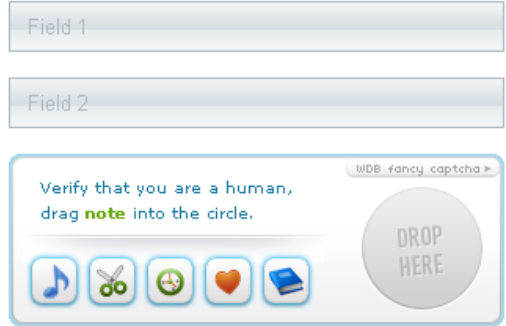 Field 1
Field 2
WDB fancy captcha
Verify that you are a human,
drag note into the circle.
DROP
HERE